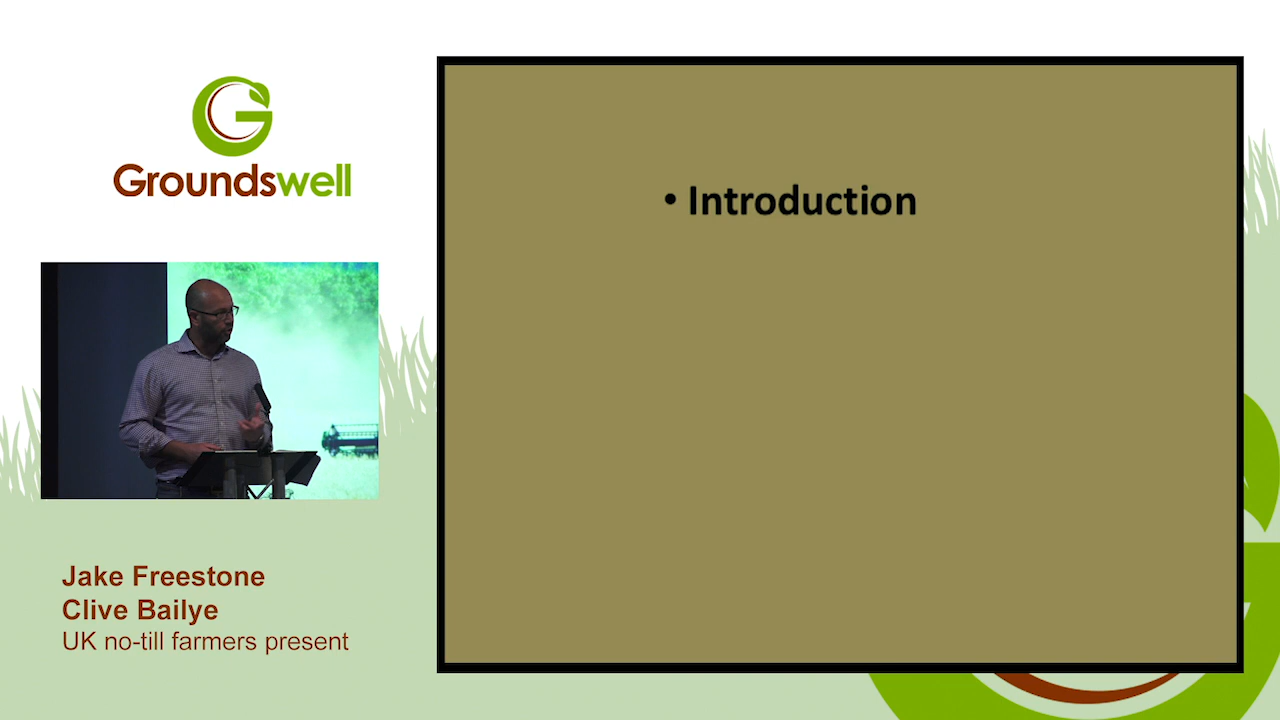 Groundswell
• Introduction
Jake Freestone
Clive Bailye
UK no-till farmers present